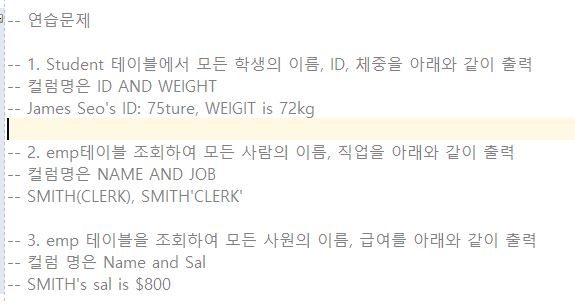 -- 연습문제
-- 1. Student 테이블에서 모든 학생의 이름, ID, 체중을 아래와 같이 출력
-- 컬럼명은 ID AND WEIGHT
-- James Seo's ID: 75ture, WEIGIT is 72kg
-- 2. emp테이블 조회하여 모든 사람의 이름, 직업을 아래와 같이 출력
-- 컬럼명은 NAME AND JOB
-- SMITH(CLERK), SMITH'CLERK'
-- 3. emp 테이블을 조회하여 모든 사원의 이름, 급여를 아래와 같이 출력
-- 컬럼 명은 Name and Sal
-- SMITH's sal is $800